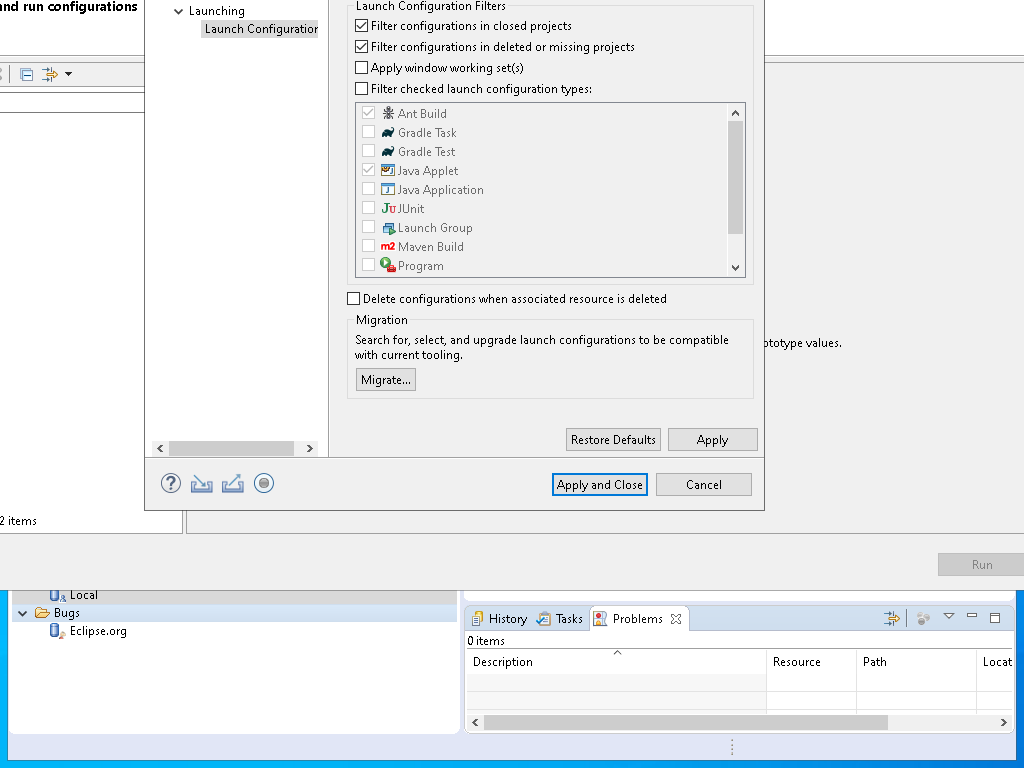 and run configurations
Launching
Launch Configuration
Launch Configuration Filters
Filter configurations in closed projects
Filter configurations in deleted or missing projects
Apply window working set(s)
Filter checked launch configuration types:
Ant Build
Gradle Task
Gradle Test
Java Applet
Java Application
JUnit
Launch Group
Maven Build
Program
Delete configurations when associated resource is deleted
Migration
Search for, select, and upgrade launch configurations to be compatible
with current tooling.
Migrate...
ototype values.
Restore Defaults
Apply
Apply and Close
Cancel
2 items
Run
Local
Bugs
Eclipse.org
History
Tasks
Problems
0 items
Description
Resource
Path
Locat